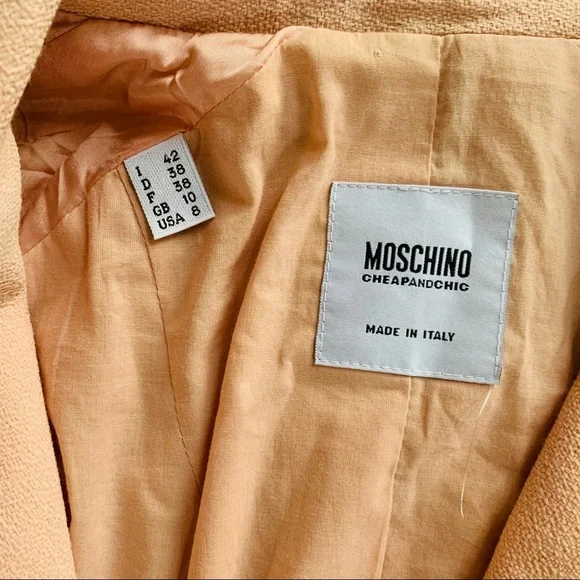 I 42
D 38
F 38
GB 10
USA 8
MOSCHINO
CHEAPANDCHIC
MADE IN ITALY